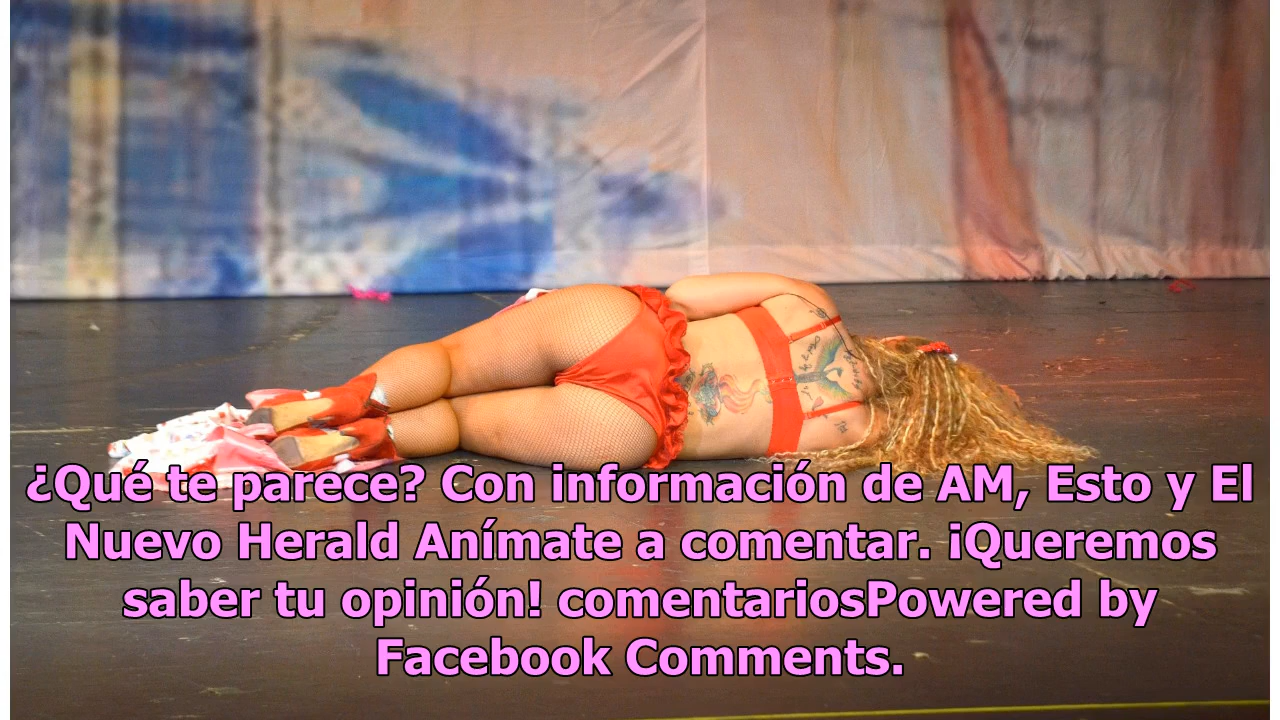 ¿Qué te parece? Con información de AM, Esto y El
Nuevo Herald Anímate a comentar. ¡Queremos
saber tu opinión! comentariosPowered by
Facebook Comments.